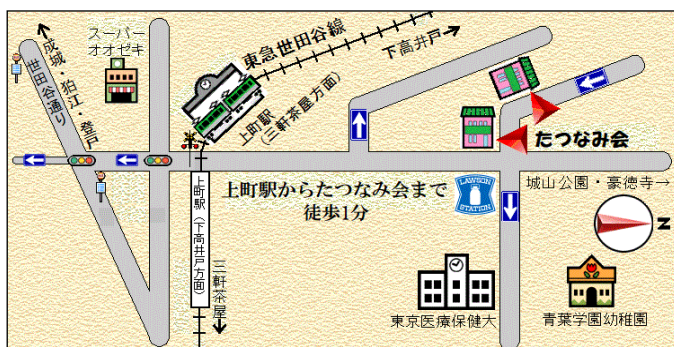 成城・狛江・登戸
世田谷通り
スーパー
オオゼキ
東急世田谷線
下高井戸
上町駅
(三軒茶屋方面)
たつなみ会
上町駅からたつなみ会まで
徒歩1分
LAWSON
STATION
城山公園・豪徳寺→
上町駅(下高井戸方面)
三軒茶屋
N
東京医療保健大
青葉学園幼稚園